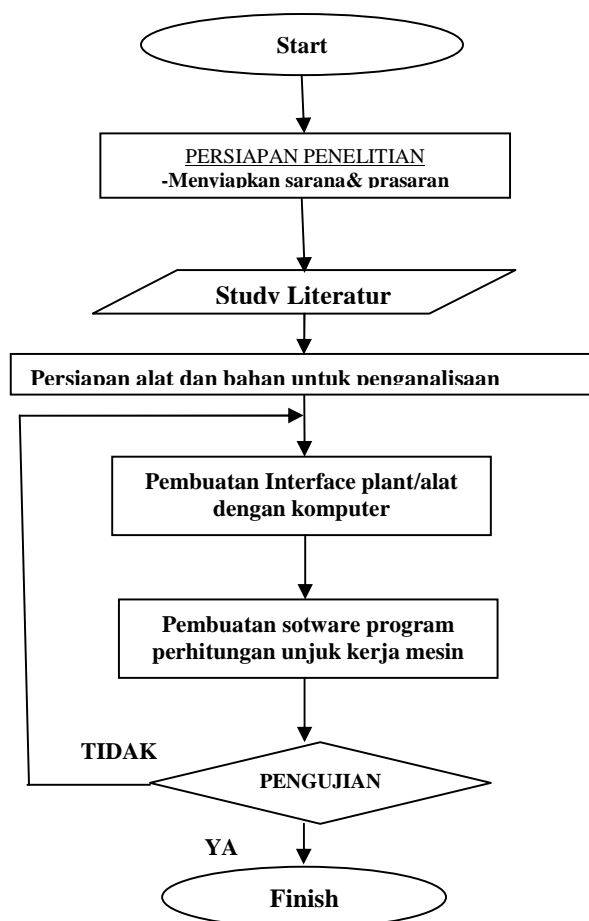 Start
PERSIAPAN PENELITIAN
-Menyiapkan sarana& prasaran
Study Literatur
Persiapan alat dan bahan untuk penganalisaan
Pembuatan Interface plant/alat
dengan komputer
Pembuatan sotware program
perhitungan unjuk kerja mesin
TIDAK
PENGUJIAN
YA
Finish